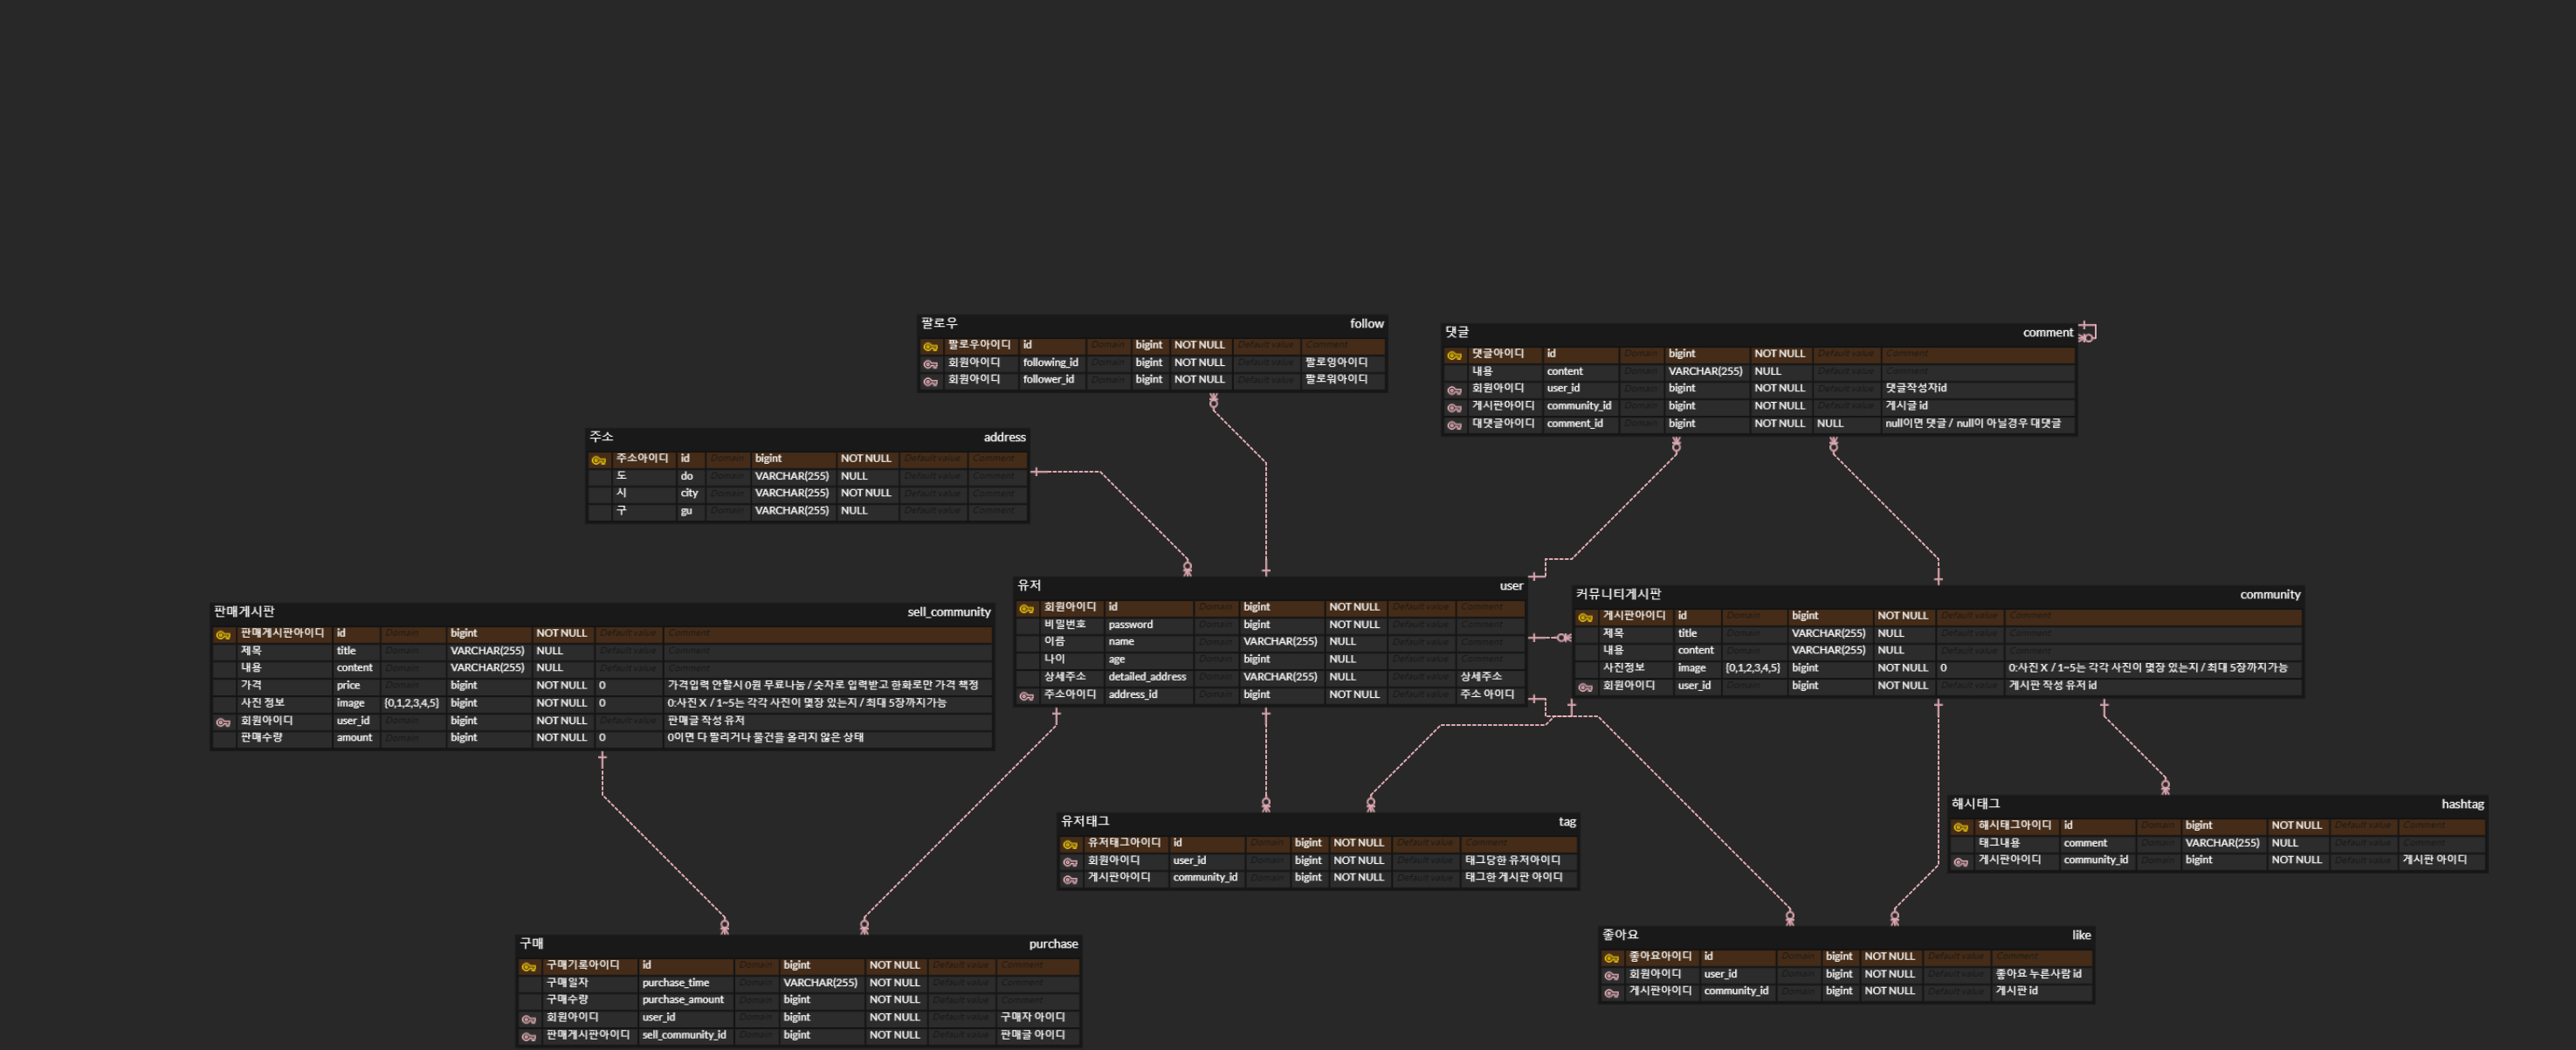 팔로우 follow
팔로우아이디 id Domain bigint NOT NULL Default value Comment
회원아이디 following_id Domain bigint NOT NULL Default value 팔로잉아이디
회원아이디 follower_id Domain bigint NOT NULL Default value 팔로워아이디
댓글 comment
댓글아이디 id Domain bigint NOT NULL Default value Comment
내용 content Domain VARCHAR(255) NULL Default value Comment
회원아이디 user_id Domain bigint NOT NULL Default value 댓글작성자id
게시판아이디 community_id Domain bigint NOT NULL Default value 게시글 id
대댓글아이디 comment_id Domain bigint NOT NULL NULL null이면 댓글 / null이 아닐경우 대댓글
주소 address
주소아이디 id Domain bigint NOT NULL Default value Comment
도 do Domain VARCHAR(255) NULL Default value Comment
시 city Domain VARCHAR(255) NOT NULL Default value Comment
구 gu Domain VARCHAR(255) NULL Default value Comment
유저 user
회원아이디 id Domain bigint NOT NULL Default value Comment
비밀번호 password Domain bigint NOT NULL Default value Comment
이름 name Domain VARCHAR(255) NULL Default value Comment
나이 age Domain bigint NULL Default value Comment
상세주소 detailed_address Domain VARCHAR(255) NULL Default value 상세주소
주소아이디 address_id Domain bigint NOT NULL Default value 주소 아이디
커뮤니티게시판 community
게시판아이디 id Domain bigint NOT NULL Default value Comment
제목 title Domain VARCHAR(255) NULL Default value Comment
내용 content Domain VARCHAR(255) NULL Default value Comment
사진정보 image [0,1,2,3,4,5] bigint NOT NULL 0 0:사진 X / 1~5는 각각 사진이 몇장 있는지 / 최대 5장까지가능
회원아이디 user_id Domain bigint NOT NULL Default value 게시판 작성 유저 id
판매게시판 sell_community
판매게시판아이디 id Domain bigint NOT NULL Default value Comment
제목 title Domain VARCHAR(255) NULL Default value Comment
내용 content Domain VARCHAR(255) NULL Default value Comment
가격 price Domain bigint NOT NULL 0 가격입력 안할시 0원 무료나눔 / 숫자로 입력받고 한화로만 가격 책정
사진 정보 image {0,1,2,3,4,5] bigint NOT NULL 0 0:사진 X / 1~5는 각각 사진이 몇장 있는지 / 최대 5장까지가능
회원아이디 user_id Domain bigint NOT NULL Default value 판매글 작성 유저
판매수량 amount Domain bigint NOT NULL 0 0이면 다 팔리거나 물건을 올리지 않은 상태
유저태그 tag
유저태그아이디 id Domain bigint NOT NULL Default value Comment
회원아이디 user_id Domain bigint NOT NULL Default value 태그당한 유저아이디
게시판아이디 community_id Domain bigint NOT NULL Default value 태그한 게시판 아이디
해시태그 hashtag
해시태그아이디 id Domain bigint NOT NULL Default value Comment
태그내용 comment Domain VARCHAR(255) NULL Default value Comment
게시판아이디 community_id Domain bigint NOT NULL Default value 게시판 아이디
구매 purchase
구매기록아이디 id Domain bigint NOT NULL Default value Comment
구매일자 purchase_time Domain VARCHAR(255) NOT NULL Default value Comment
구매수량 purchase_amount Domain bigint NOT NULL Default value Comment
회원아이디 user_id Domain bigint NOT NULL Default value 구매자 아이디
판매게시판아이디 sell_community_id Domain bigint NOT NULL Default value 판매글 아이디
좋아요 like
좋아요아이디 id Domain bigint NOT NULL Default value Comment
회원아이디 user_id Domain bigint NOT NULL Default value 좋아요 누른사람 id
게시판아이디 community_id Domain bigint NOT NULL Default value 게시판 id